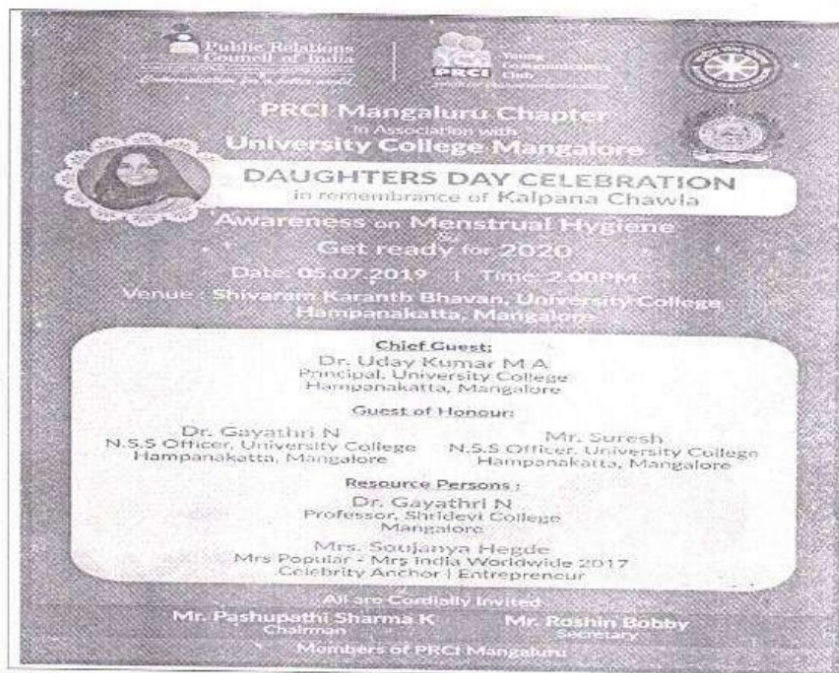 Public Relations
Council of India
Young
Communicators
Club
YCC
PRCI
PRCI Mangaluru Chapter
In Association with
University College Mangalore
DAUGHTERS DAY CELEBRATION
in remembrance of Kalpana Chawla
Awareness on Menstrual Hygiene
&
Get ready for 2020
Date: 05.07.2019 | Time: 2.00PM
Venue : Shivaram Karanth Bhavan, University College
Hampanakatta, Mangalore
Chief Guest:
Dr. Uday Kumar M A
Principal, University College
Hampanakatta, Mangalore
Guest of Honour:
Dr. Gayathri N
N.S.S Officer, University College
Hampanakatta, Mangalore
Mr. Suresh
N.S.S Officer, University College
Hampanakatta, Mangalore
Resource Persons :
Dr. Gayathri N
Professor, Shridevi College
Mangalore
Mrs. Soujanya Hegde
Mrs Popular - Mrs India Worldwide 2017
Celebrity Anchor | Entrepreneur
All are Cordially Invited
Mr. Pashupathi Sharma K
Chairman
Mr. Roshin Bobby
Secretary
Members of PRCI Mangaluru